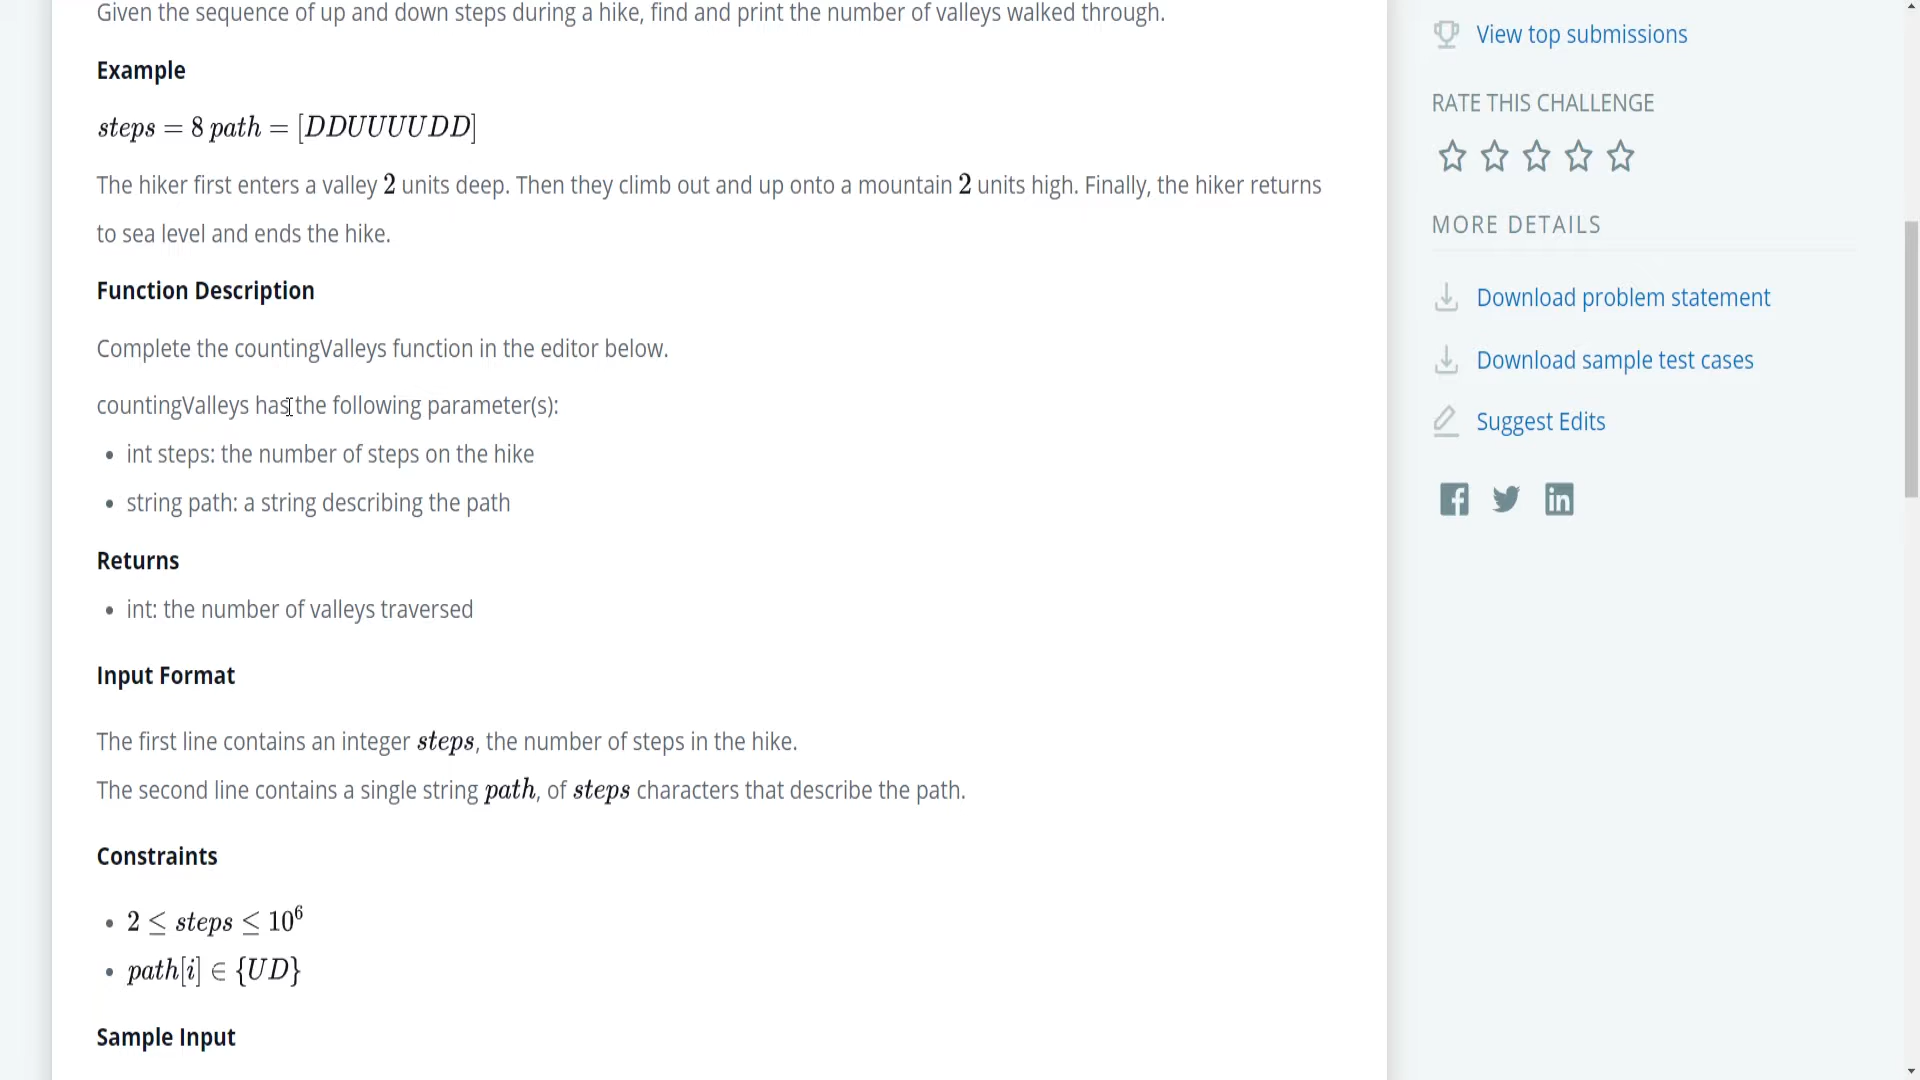 Given the sequence of up and down steps during a hike, find and print the number of valleys walked through.
Example
steps = 8 path = [DDUUUUDD]
The hiker first enters a valley 2 units deep. Then they climb out and up onto a mountain 2 units high. Finally, the hiker returns
to sea level and ends the hike.
Function Description
Complete the countingValleys function in the editor below.
countingValleys has the following parameter(s):
• int steps: the number of steps on the hike
• string path: a string describing the path
Returns
• int: the number of valleys traversed
Input Format
The first line contains an integer steps, the number of steps in the hike.
The second line contains a single string path, of steps characters that describe the path.
Constraints
• 2 ≤ steps ≤ 10⁶
• path[i] ∈ {UD}
Sample Input
View top submissions
RATE THIS CHALLENGE
MORE DETAILS
Download problem statement
Download sample test cases
Suggest Edits